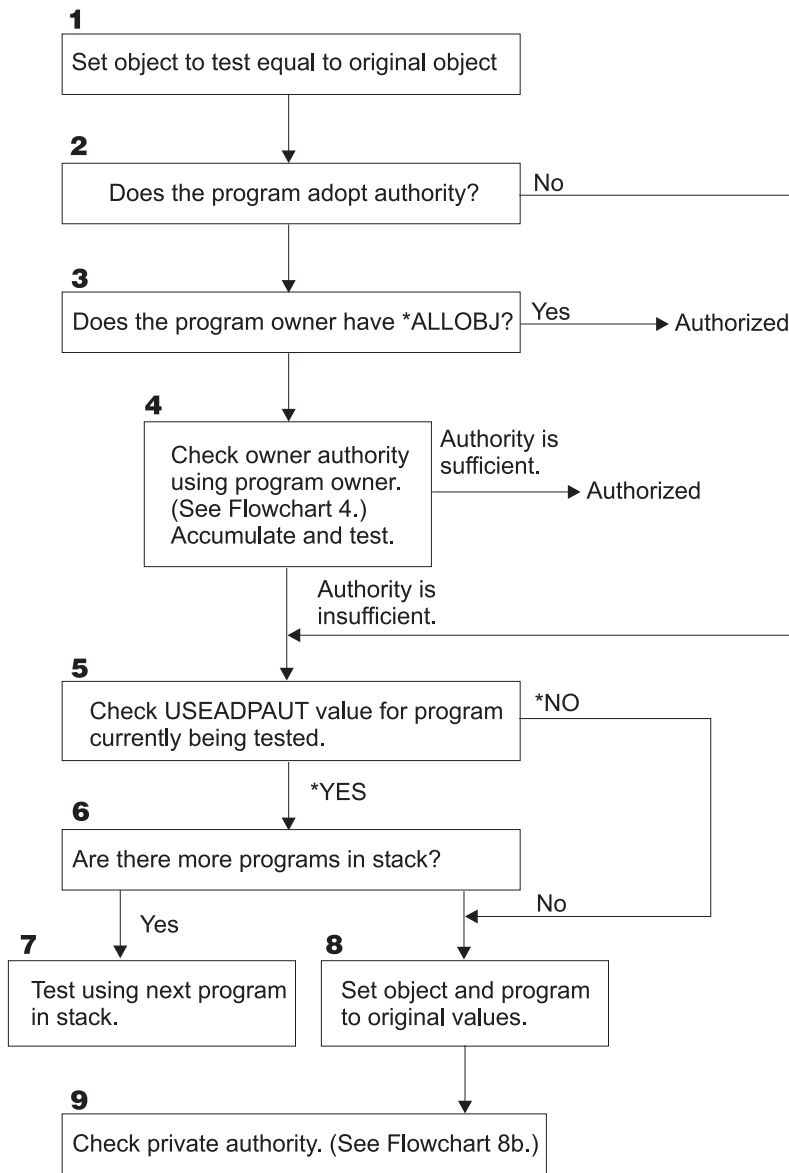 1
Set object to test equal to original object
2
Does the program adopt authority?
No
3
Does the program owner have *ALLOBJ?
Yes
Authorized
4
Check owner authority
using program owner.
(See Flowchart 4.)
Accumulate and test.
Authority is
sufficient.
Authorized
Authority is
insufficient.
5
Check USEADPAUT value for program
currently being tested.
*NO
*YES
6
Are there more programs in stack?
Yes
No
7
Test using next program
in stack.
8
Set object and program
to original values.
9
Check private authority. (See Flowchart 8b.)